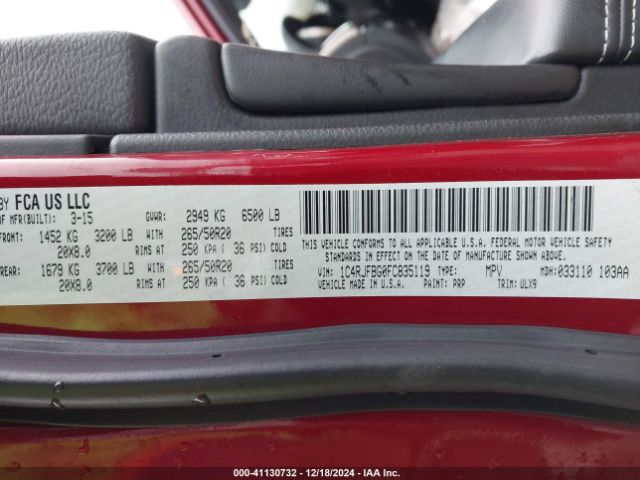 BY FCA US LLC
OF MFR(BUILT): 3-15 GVWR: 2949 KG 6500 LB
FRONT: 1452 KG 3200 LB WITH 265/50R20 TIRES
20X8.0 RIMS AT 250 KPA ( 36 PSI) COLD
REAR: 1679 KG 3700 LB WITH 265/50R20 TIRES
20X8.0 RIMS AT 250 KPA ( 36 PSI) COLD
THIS VEHICLE CONFORMS TO ALL APPLICABLE U.S.A. FEDERAL MOTOR VEHICLE SAFETY
STANDARDS IN EFFECT ON THE DATE OF MANUFACTURE SHOWN ABOVE.
VIN: 1C4RJFBG0FC835119 TYPE: MPV MDH:033110 103AA
VEHICLE MADE IN U.S.A. PAINT: PRP TRIM: ULX9
000-41130732 - 12/18/2024 - IAA Inc.